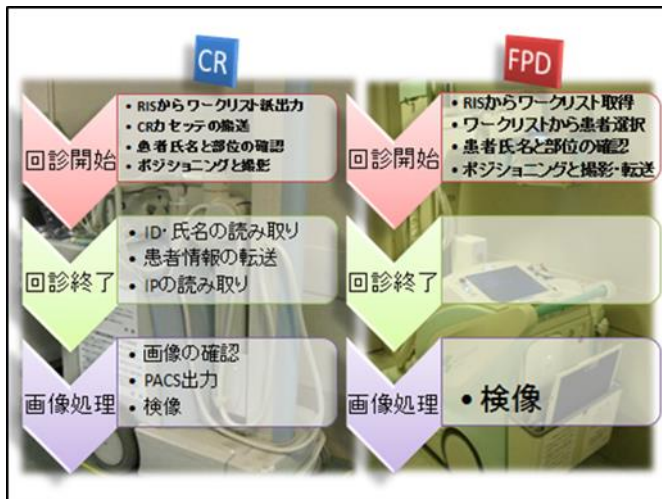 CR
回診開始
• RISからワークリスト紙出力
• CRカセッテの搬送
• 患者氏名と部位の確認
• ポジショニングと撮影
回診終了
• ID・氏名の読み取り
• 患者情報の転送
• IPの読み取り
画像処理
• 画像の確認
• PACS出力
• 検像
FPD
回診開始
• RISからワークリスト取得
• ワークリストから患者選択
• 患者氏名と部位の確認
• ポジショニングと撮影・転送
回診終了
画像処理
• 検像